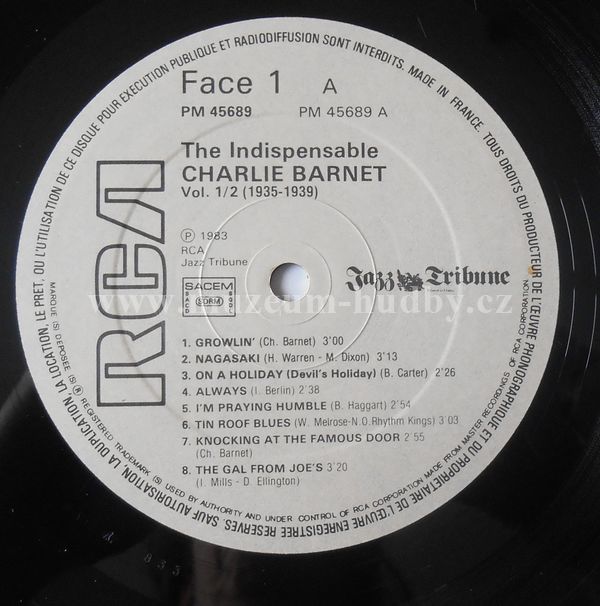 TOUS DROITS DU PRODUCTEUR DE L'ŒUVRE PHONOGRAPHIQUE ET DU PROPRIETAIRE DE L'ŒUVRE ENREGISTREE RESERVES. SAUF AUTORISATION LA DUPLICATION, LA LOCATION, LE PRET, OU L'UTILISATION DE CE DISQUE POUR EXECUTION PUBLIQUE ET RADIODIFFUSION SONT INTERDITS. MADE IN FRANCE.
MARQUE (S) DEPOSEE (S) ® REGISTERED TRADEMARK (S) USED BY AUTHORITY AND UNDER CONTROL OF RCA CORPORATION MADE FROM MASTER RECORDINGS OF RCA CORPORATION
RCA
Face 1 A
PM 45689 PM 45689 A
The Indispensable
CHARLIE BARNET
Vol. 1/2 (1935-1939)
℗ 1983
RCA
Jazz Tribune
SACEM
SACD SDRM SGDL
Jazz Tribune
www.muzeum-hudby.cz
1. GROWLIN' (Ch. Barnet) 3'00
2. NAGASAKI (H. Warren - M. Dixon) 3'13
3. ON A HOLIDAY (Devil's Holiday) (B. Carter) 2'26
4. ALWAYS (I. Berlin) 2'38
5. I'M PRAYING HUMBLE (B. Haggart) 2'54
6. TIN ROOF BLUES (W. Melrose-N.O.Rhythm Kings) 3'03
7. KNOCKING AT THE FAMOUS DOOR 2'55
(Ch. Barnet)
8. THE GAL FROM JOE'S 3'20
(I. Mills - D. Ellington)